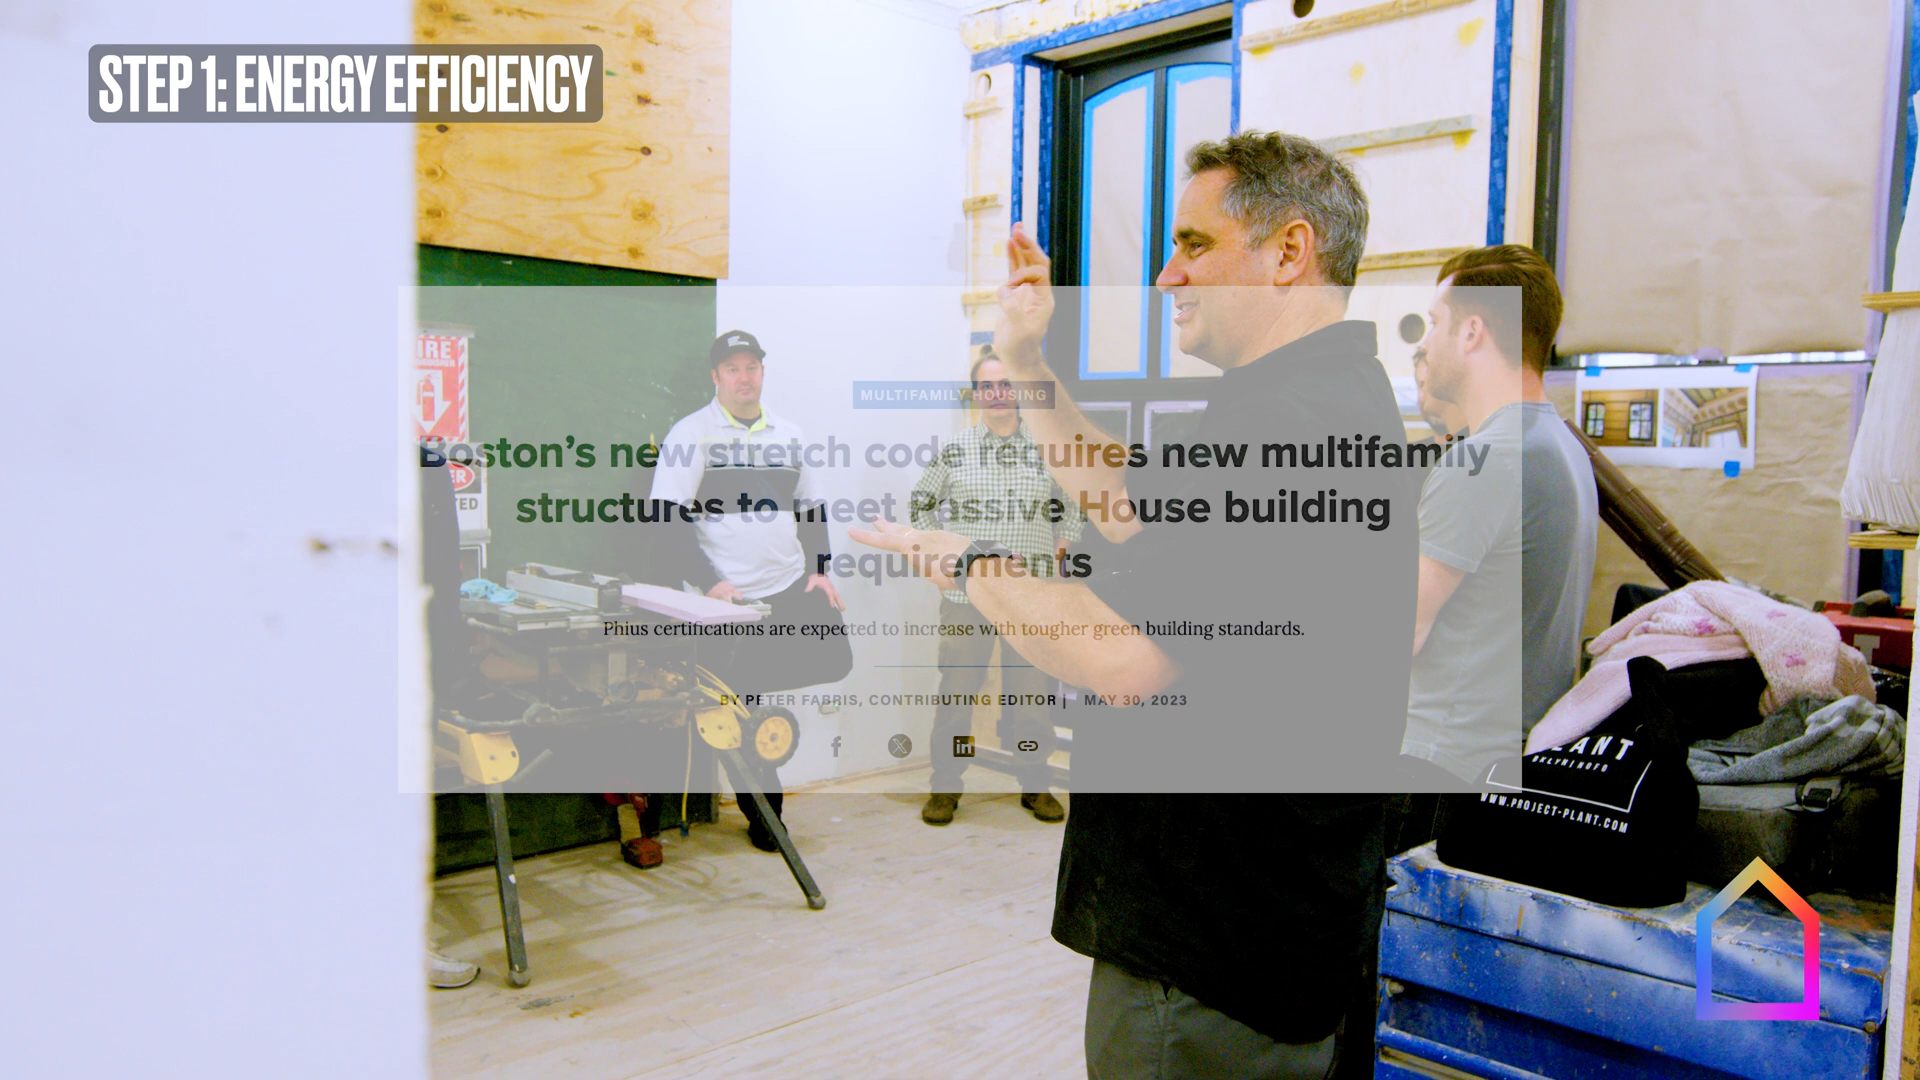 STEP 1: ENERGY EFFICIENCY
MULTIFAMILY HOUSING
Boston's new stretch code requires new multifamily
structures to meet Passive House building
requirements
Phius certifications are expected to increase with tougher green building standards.
BY PETER FABRIS, CONTRIBUTING EDITOR | MAY 30, 2023
WWW.PROJECT-PLANT.COM